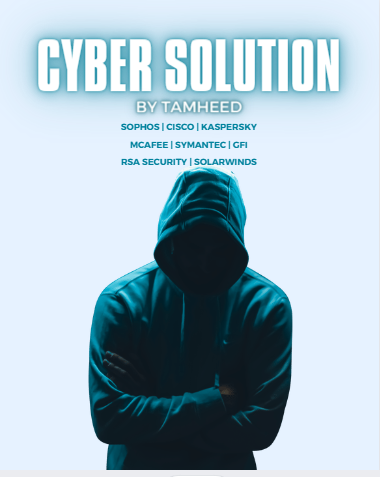 CYBER SOLUTION
BY TAMHEED
SOPHOS | CISCO | KASPERSKY
MCAFEE | SYMANTEC | GFI
RSA SECURITY | SOLARWINDS